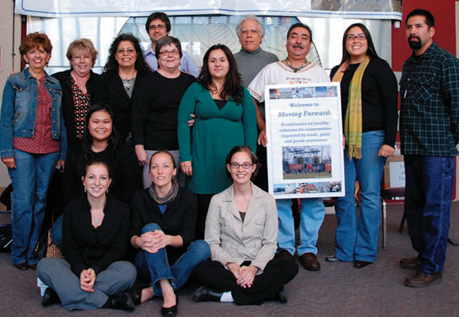 Welcome to
Moving Forward:
A conference on healthy
solutions for communities
impacted by trade, ports
and goods movement